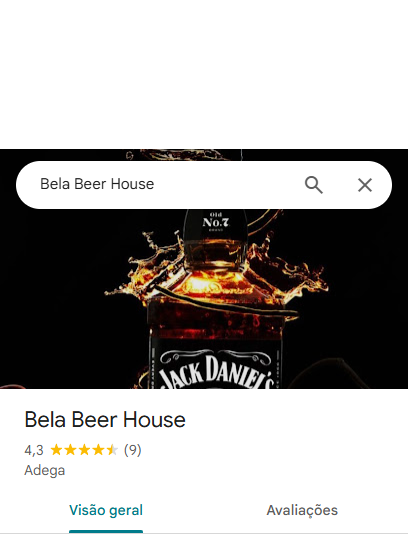 Bela Beer House
Old
No.7
BRAND
JACK DANIEL'S
Bela Beer House
4,3 (9)
Adega
Visão geral
Avaliações